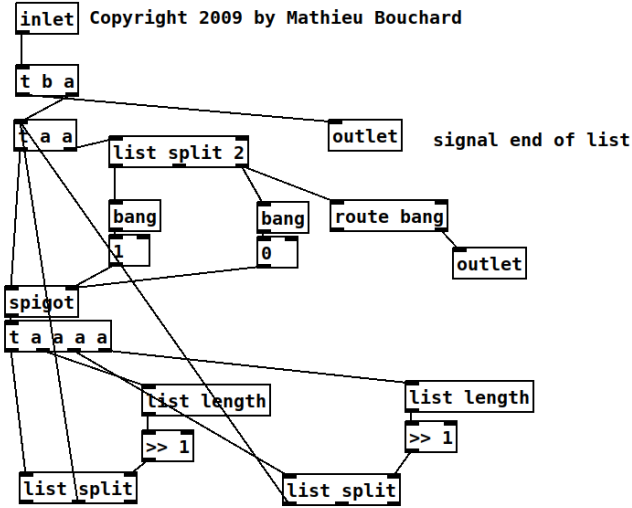 inlet Copyright 2009 by Mathieu Bouchard
t b a
t a a
outlet
signal end of list
list split 2
bang
bang
route bang
1
0
outlet
spigot
t a a a a
list length
list length
>> 1
>> 1
list split
list split